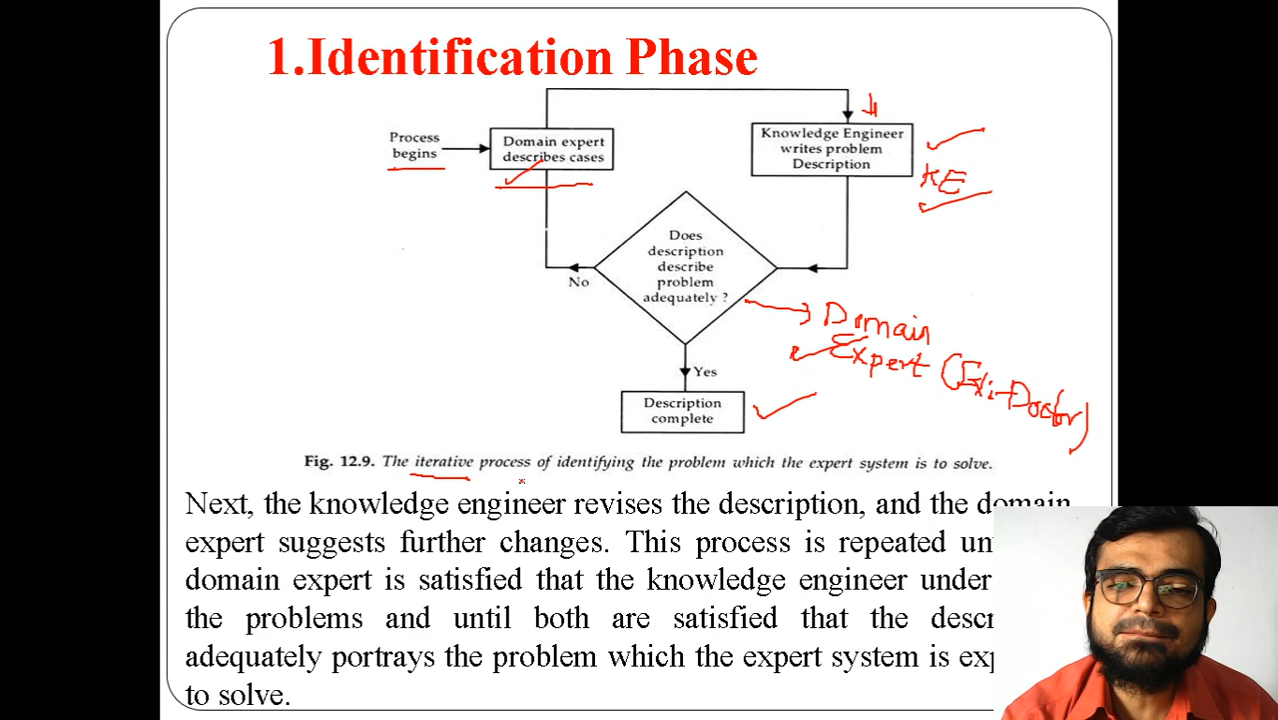 1.Identification Phase
Process
begins
Domain expert
describes cases
Knowledge Engineer
writes problem
Description
KE
Does
description
describe
problem
adequately ?
No
Domain
Expert (
Doctor)
Yes
Description
complete
Fig. 12.9. The iterative process of identifying the problem which the expert system is to solve.
Next, the knowledge engineer revises the description, and the domain
expert suggests further changes. This process is repeated un
domain expert is satisfied that the knowledge engineer under
the problems and until both are satisfied that the descr
adequately portrays the problem which the expert system is exp
to solve.